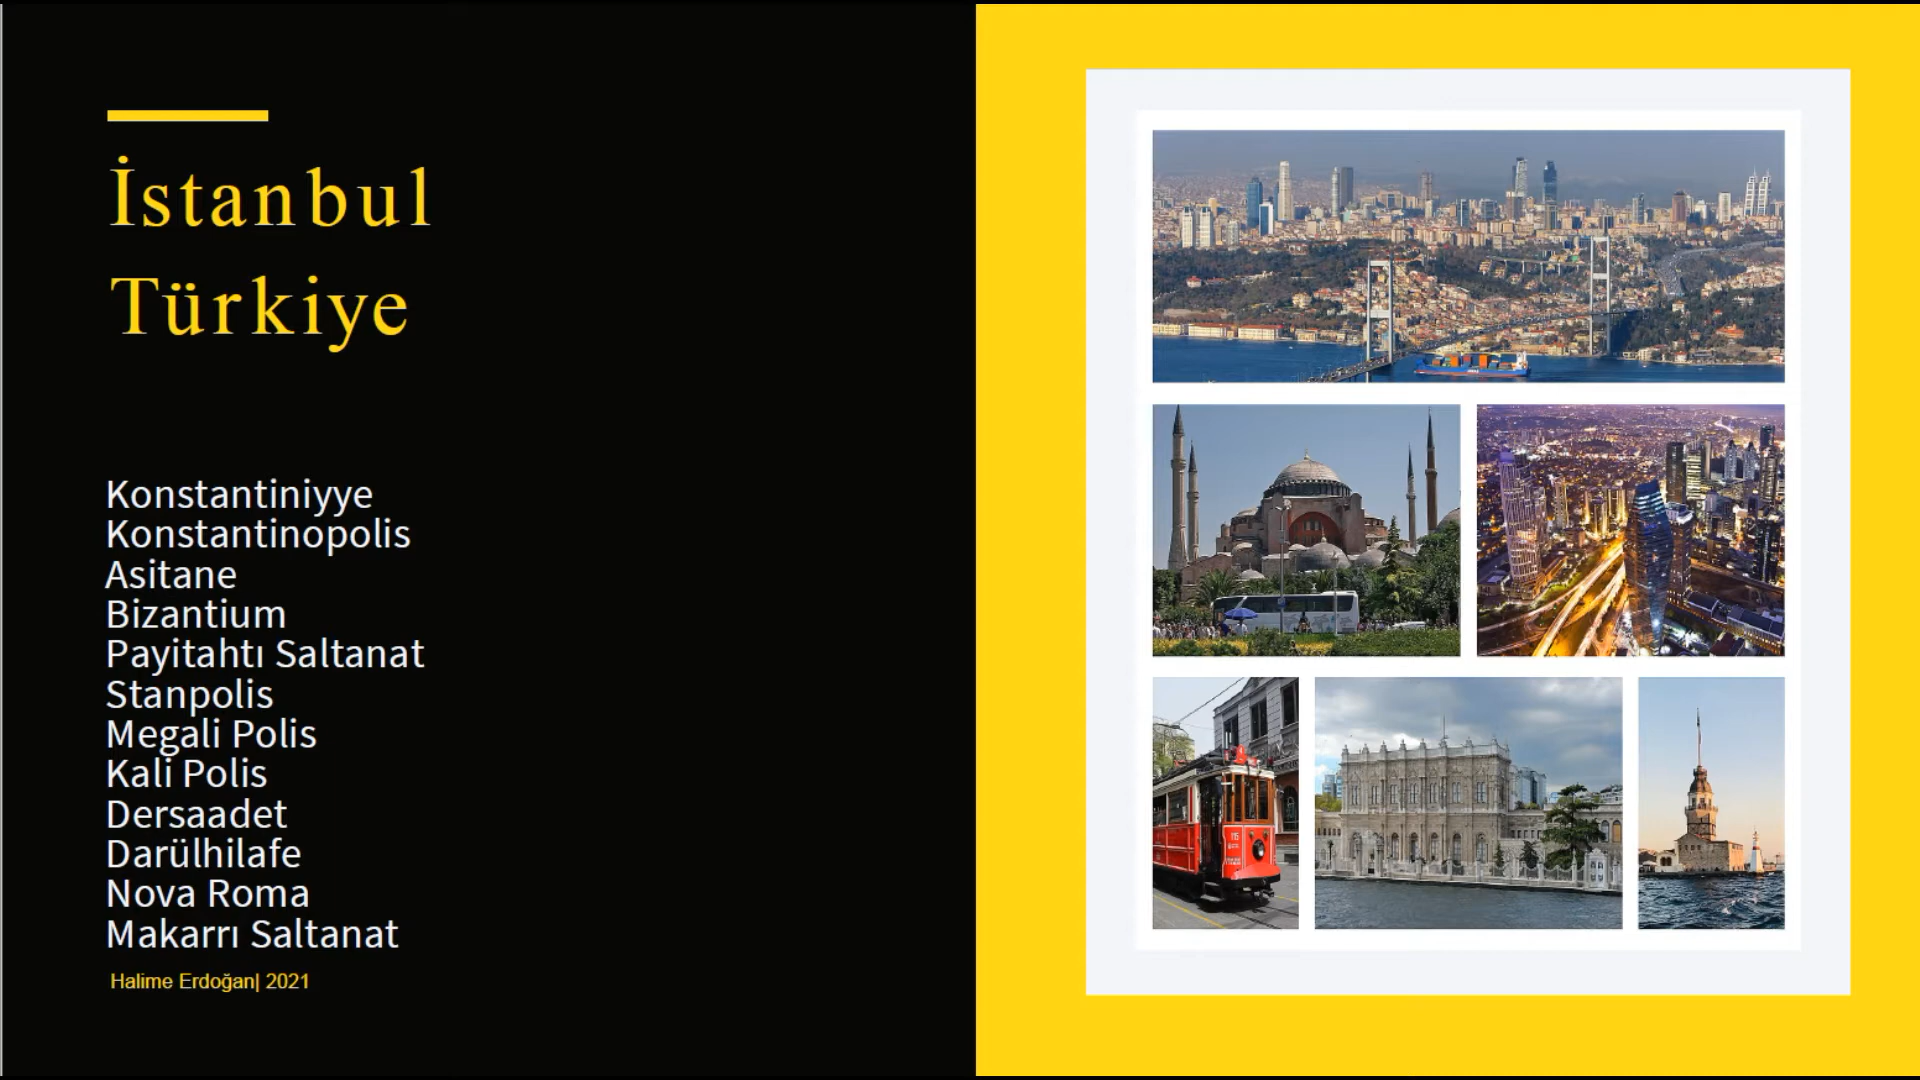 İstanbul
Türkiye
Konstantiniyye
Konstantinopolis
Asitane
Bizantium
Payitahtı Saltanat
Stanpolis
Megali Polis
Kali Polis
Dersaadet
Darülhilafe
Nova Roma
Makarrı Saltanat
Halime Erdoğan| 2021
115